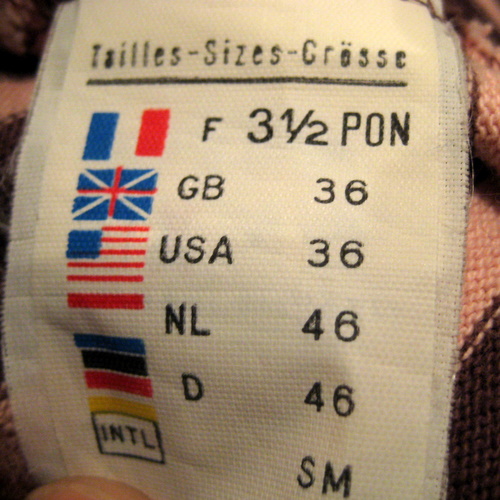 Tailles-Sizes-Grösse
F 3½ PON
GB 36
USA 36
NL 46
D 46
INTL SM